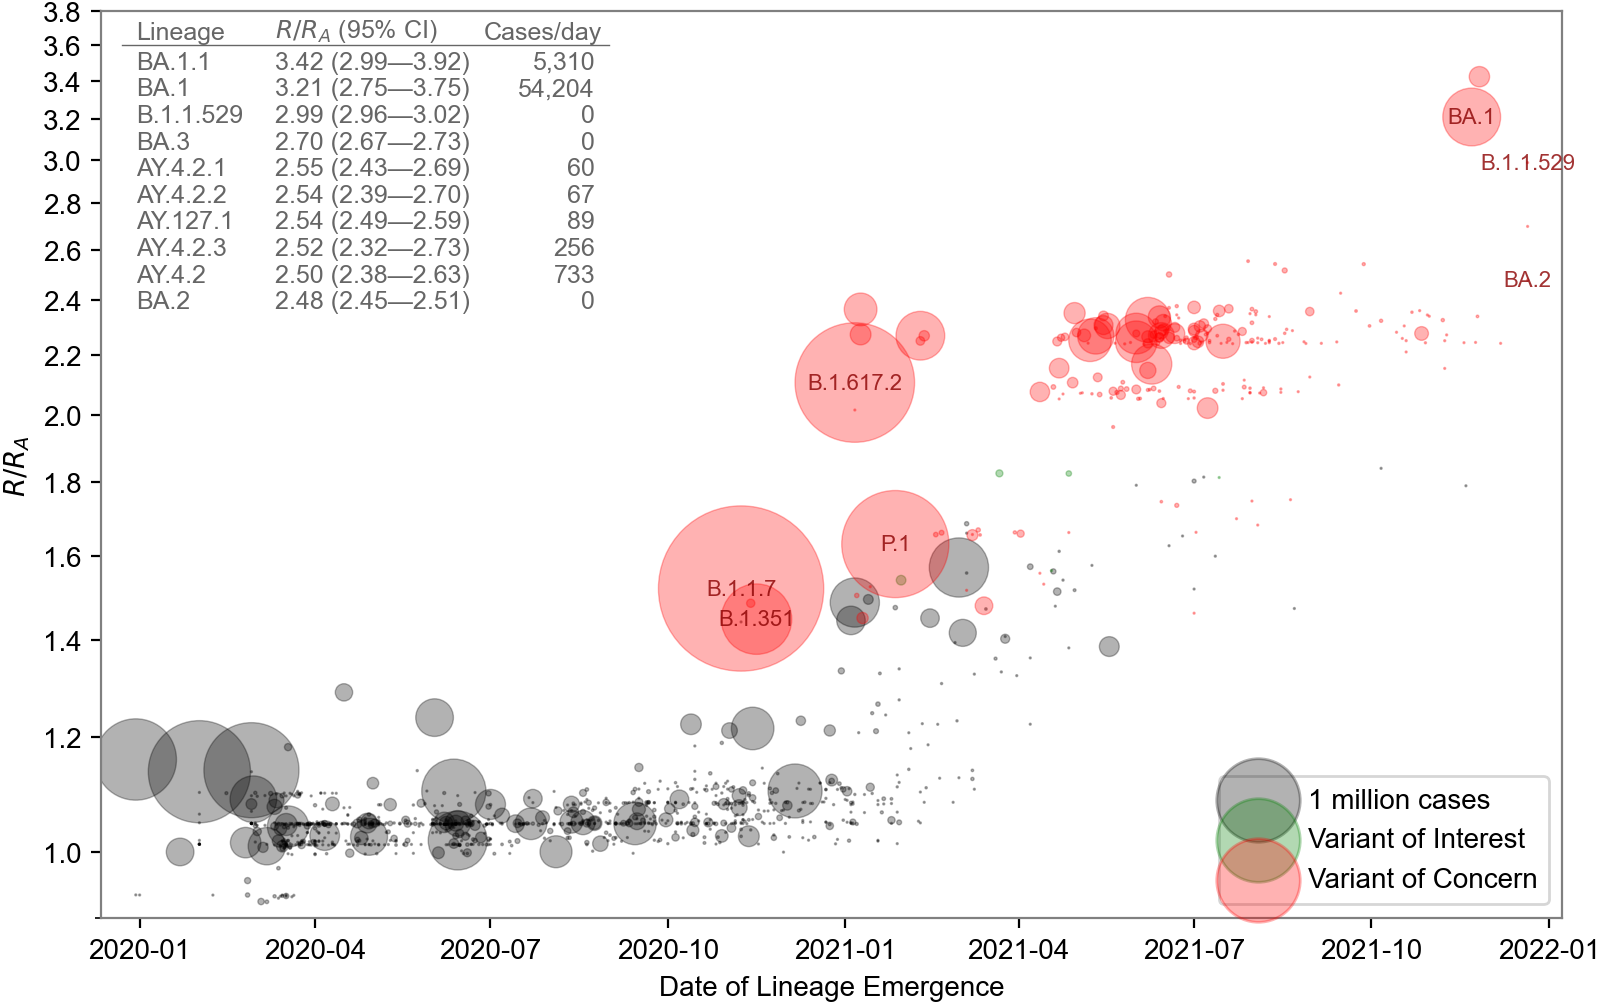 3.8
3.6
3.4
3.2
3.0
2.8
2.6
2.4
2.2
2.0
1.8
1.6
1.4
1.2
1.0
R/R_A
Lineage R/R_A (95% CI) Cases/day
BA.1.1 3.42 (2.99—3.92) 5,310
BA.1 3.21 (2.75—3.75) 54,204
B.1.1.529 2.99 (2.96—3.02) 0
BA.3 2.70 (2.67—2.73) 0
AY.4.2.1 2.55 (2.43—2.69) 60
AY.4.2.2 2.54 (2.39—2.70) 67
AY.127.1 2.54 (2.49—2.59) 89
AY.4.2.3 2.52 (2.32—2.73) 256
AY.4.2 2.50 (2.38—2.63) 733
BA.2 2.48 (2.45—2.51) 0
BA.1
B.1.1.529
BA.2
B.1.617.2
P.1
B.1.1.7
B.1.351
1 million cases
Variant of Interest
Variant of Concern
2020-01 2020-04 2020-07 2020-10 2021-01 2021-04 2021-07 2021-10 2022-01
Date of Lineage Emergence